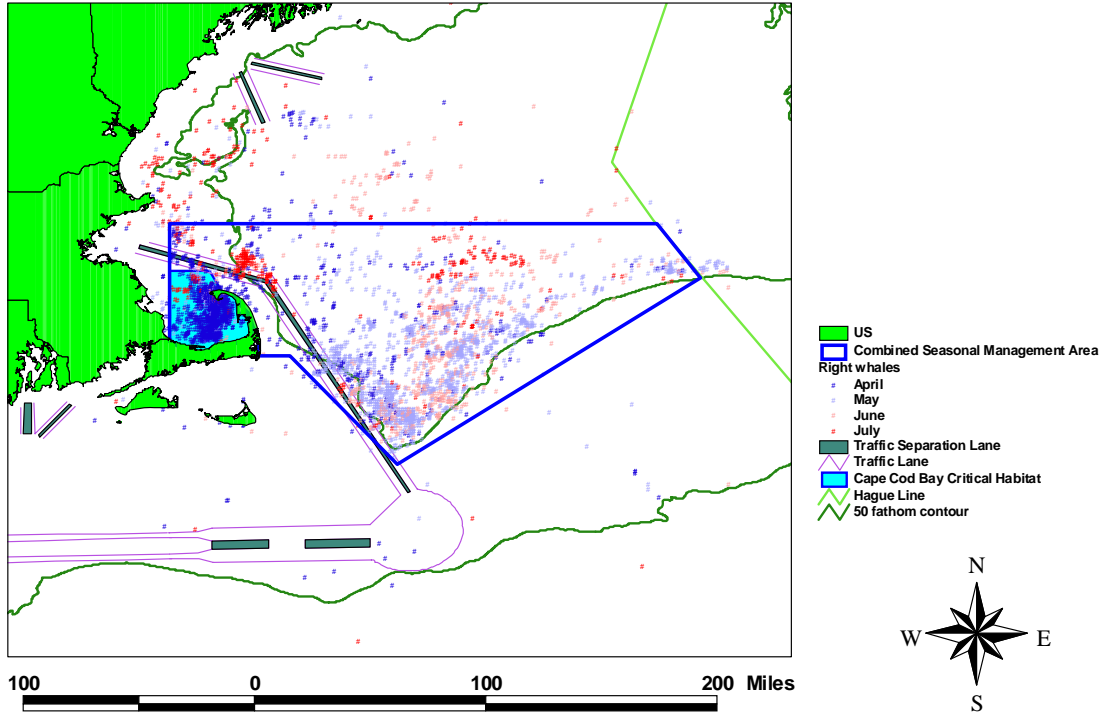 US
Combined Seasonal Management Area
Right whales
# April
# May
# June
# July
Traffic Separation Lane
Traffic Lane
Cape Cod Bay Critical Habitat
Hague Line
50 fathom contour
N
W E
S
100 0 100 200 Miles